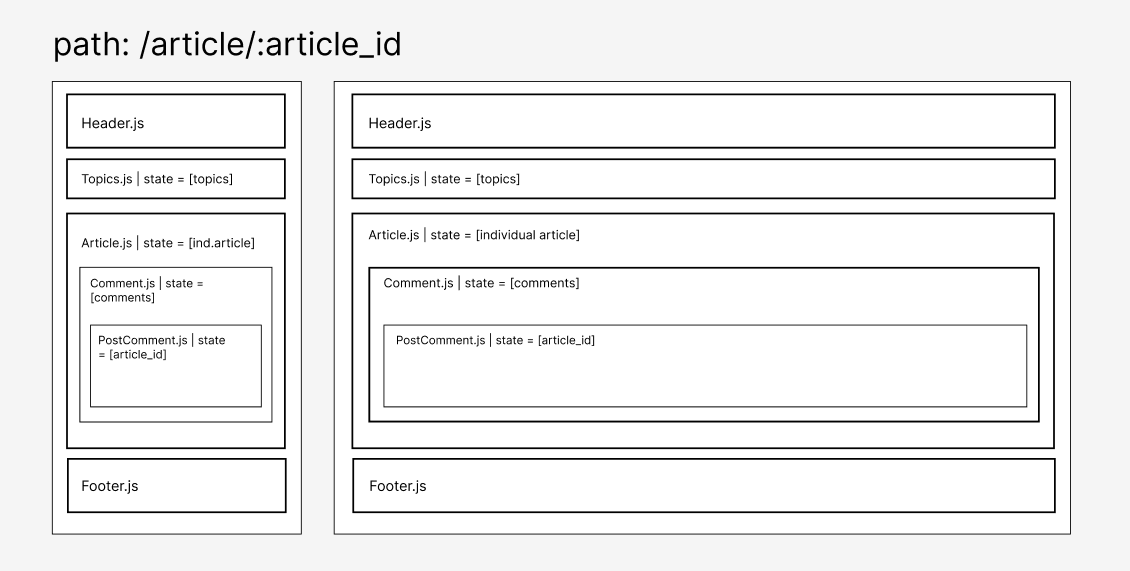 path: /article/:article_id
Header.js
Topics.js | state = [topics]
Article.js | state = [ind.article]
Comment.js | state =
[comments]
PostComment.js | state
= [article_id]
Footer.js
Header.js
Topics.js | state = [topics]
Article.js | state = [individual article]
Comment.js | state = [comments]
PostComment.js | state = [article_id]
Footer.js